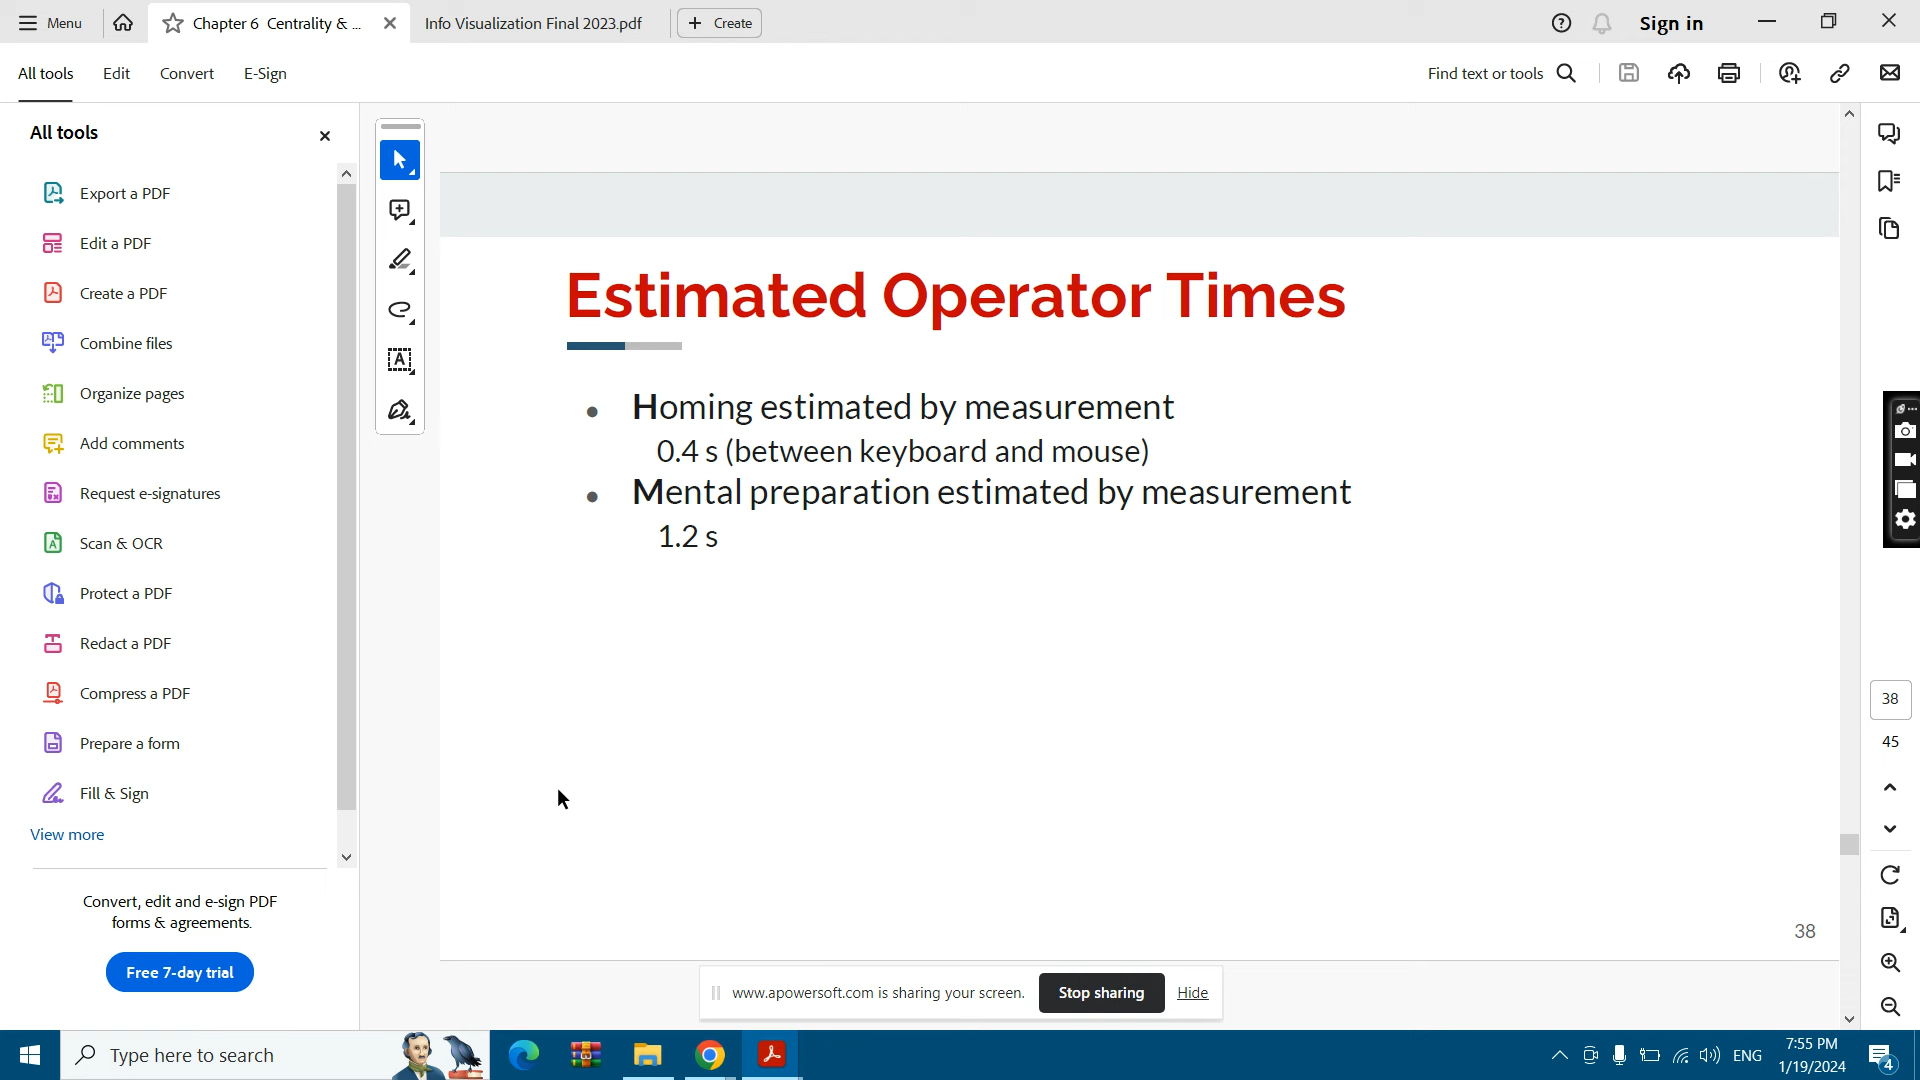 Menu
Chapter 6 Centrality & ...
Info Visualization Final 2023.pdf
Create
Sign in
All tools
Edit
Convert
E-Sign
Find text or tools
All tools
Export a PDF
Edit a PDF
Create a PDF
Combine files
Organize pages
Add comments
Request e-signatures
Scan & OCR
Protect a PDF
Redact a PDF
Compress a PDF
Prepare a form
Fill & Sign
View more
Convert, edit and e-sign PDF
forms & agreements.
Free 7-day trial
Estimated Operator Times
• Homing estimated by measurement
0.4 s (between keyboard and mouse)
• Mental preparation estimated by measurement
1.2 s
38
38
45
www.apowersoft.com is sharing your screen.
Stop sharing
Hide
Type here to search
ENG
7:55 PM
1/19/2024
4